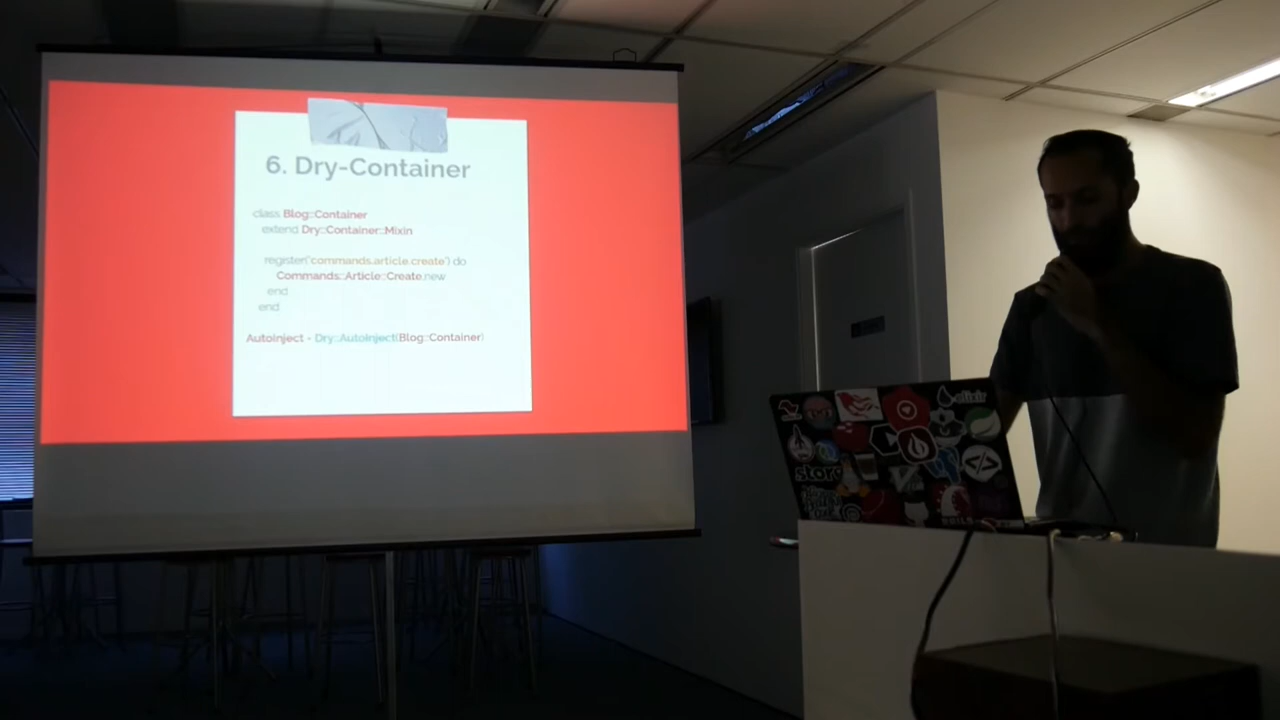 6. Dry-Container
class Blog::Container
extend Dry::Container::Mixin
register('commands.article.create') do
Commands::Article::Create.new
end
end
AutoInject = Dry::AutoInject(Blog::Container)
elixir